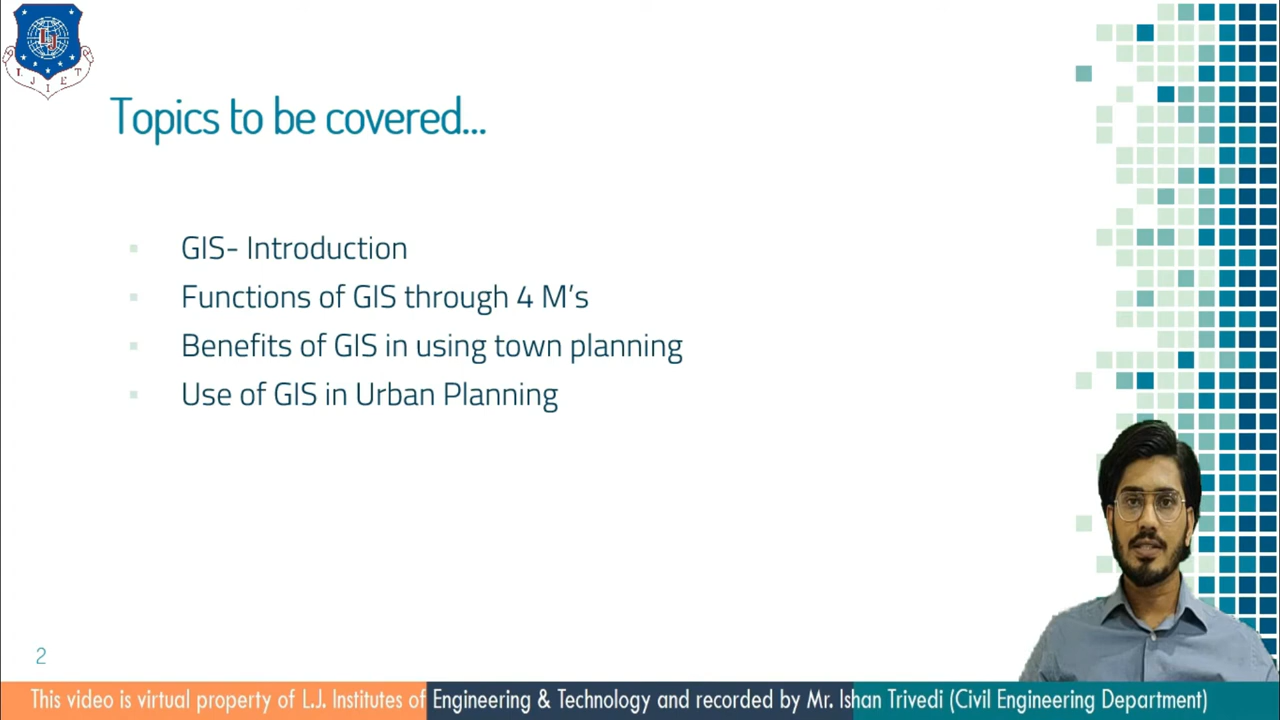 LJ
LJIET
Topics to be covered...
GIS- Introduction
Functions of GIS through 4 M's
Benefits of GIS in using town planning
Use of GIS in Urban Planning
2
This video is virtual property of L.J. Institutes of Engineering & Technology and recorded by Mr. Ishan Trivedi (Civil Engineering Department)